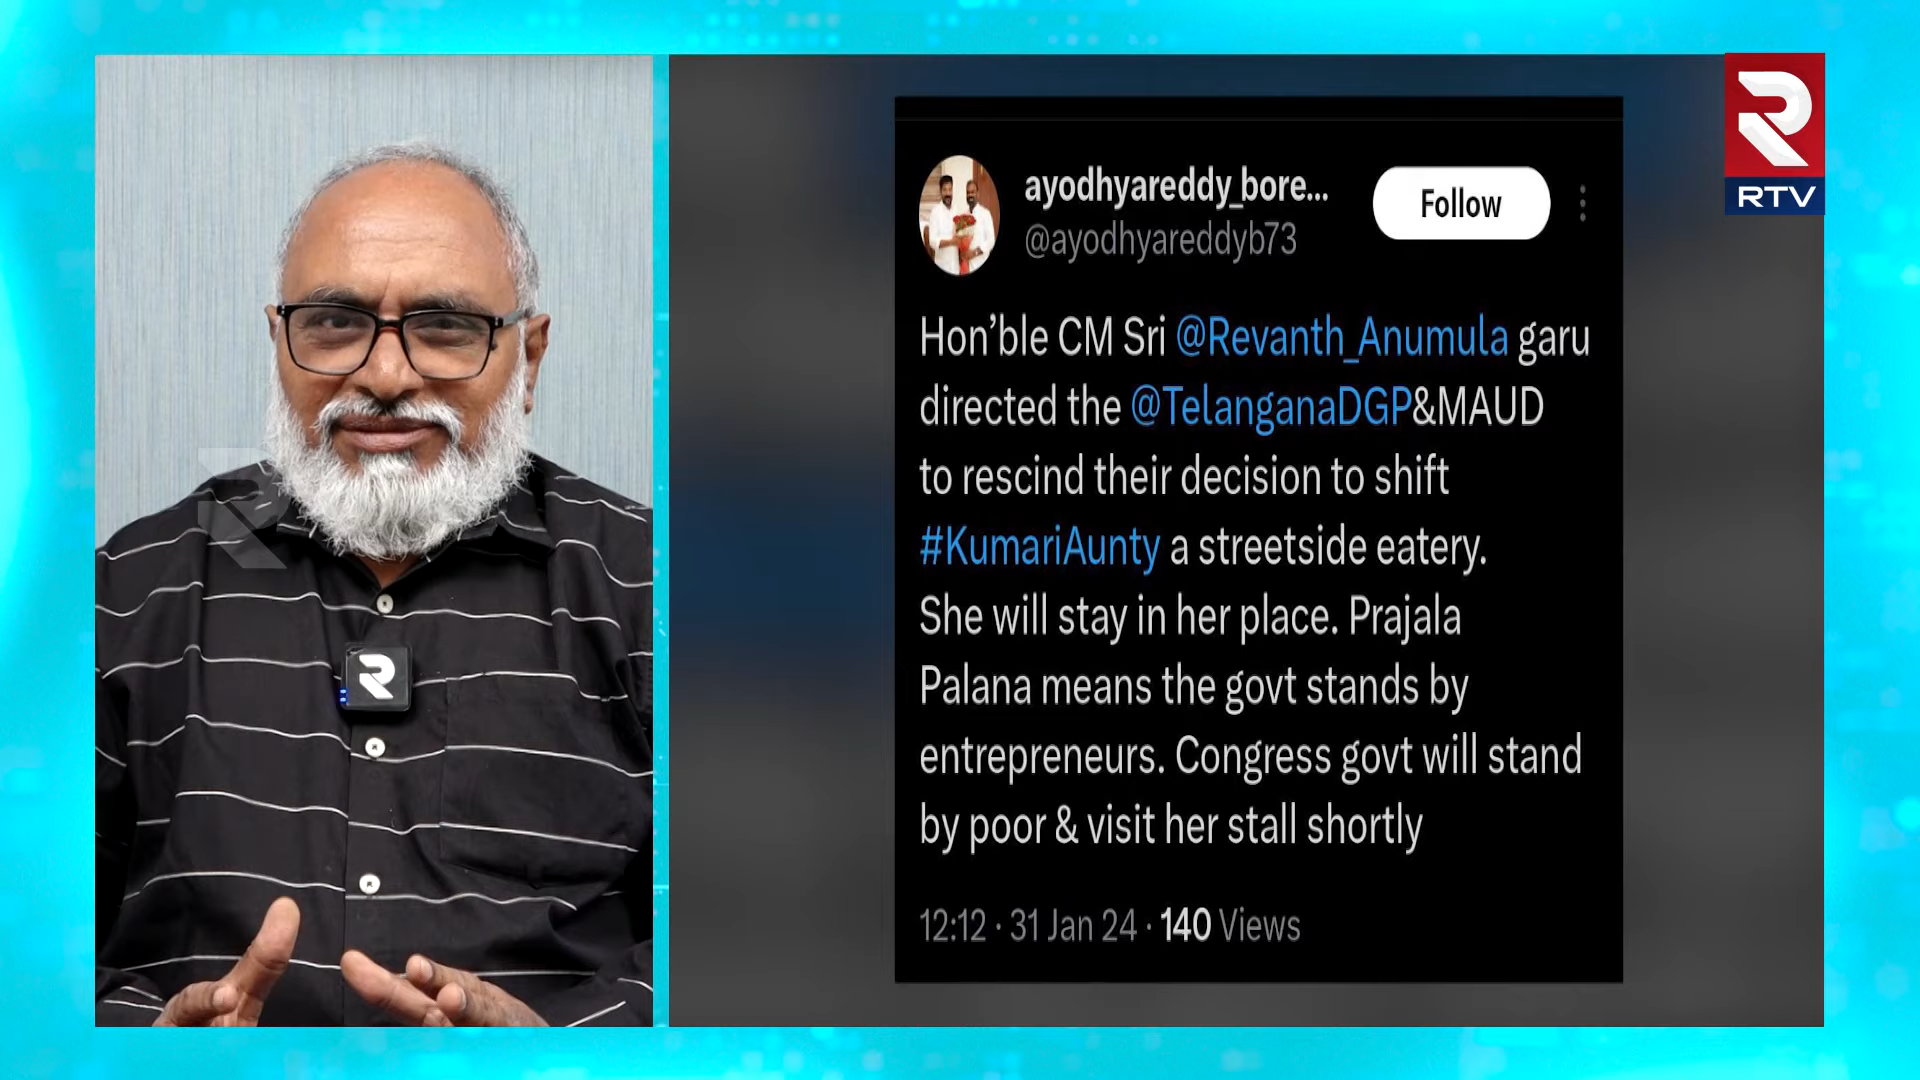 ayodhyareddy_bore...
@ayodhyareddyb73
Follow
Hon’ble CM Sri @Revanth_Anumula garu
directed the @TelanganaDGP&MAUD
to rescind their decision to shift
#KumariAunty a streetside eatery.
She will stay in her place. Prajala
Palana means the govt stands by
entrepreneurs. Congress govt will stand
by poor & visit her stall shortly
12:12 · 31 Jan 24 · 140 Views
RTV